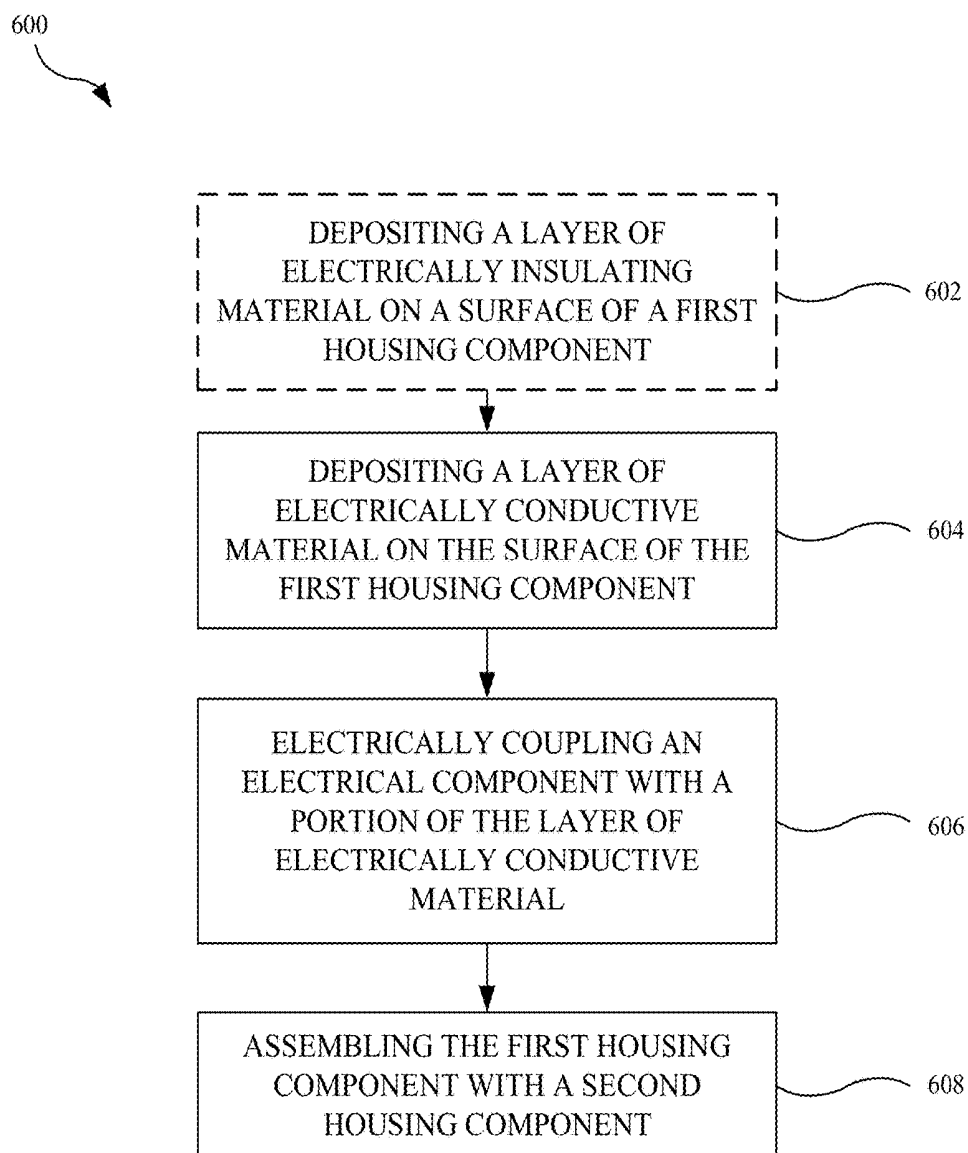 600
DEPOSITING A LAYER OF
ELECTRICALLY INSULATING
MATERIAL ON A SURFACE OF A FIRST
HOUSING COMPONENT
602
DEPOSITING A LAYER OF
ELECTRICALLY CONDUCTIVE
MATERIAL ON THE SURFACE OF THE
FIRST HOUSING COMPONENT
604
ELECTRICALLY COUPLING AN
ELECTRICAL COMPONENT WITH A
PORTION OF THE LAYER OF
ELECTRICALLY CONDUCTIVE
MATERIAL
606
ASSEMBLING THE FIRST HOUSING
COMPONENT WITH A SECOND
HOUSING COMPONENT
608